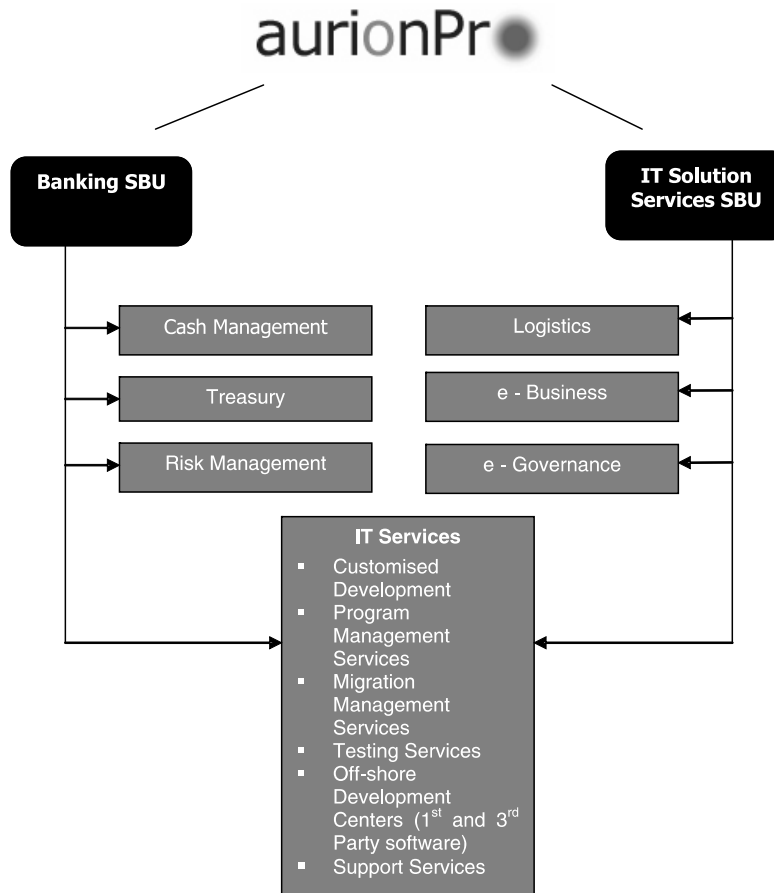 aurionPro
Banking SBU
IT Solution
Services SBU
Cash Management
Logistics
Treasury
e - Business
Risk Management
e - Governance
IT Services
▪ Customised
Development
▪ Program
Management
Services
▪ Migration
Management
Services
▪ Testing Services
▪ Off-shore
Development
Centers (1st and 3rd
Party software)
▪ Support Services